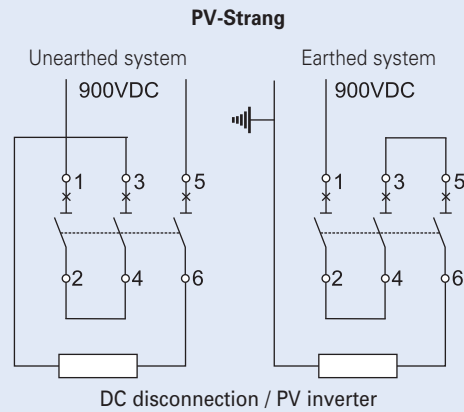 PV-Strang
Unearthed system Earthed system
900VDC 900VDC
1 3 5 1 3 5
2 4 6 2 4 6
DC disconnection / PV inverter